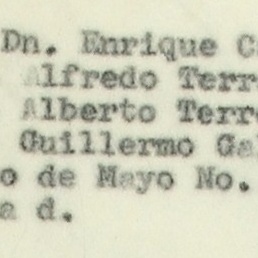 Dn. Enrique C
Alfredo Terr
Alberto Terr
Guillermo Ga
o de Mayo No.
a d.